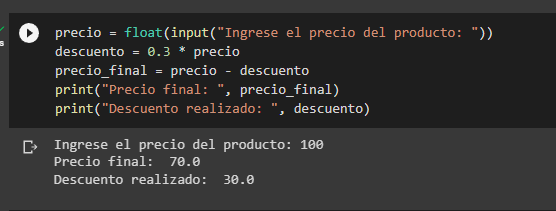 precio = float(input("Ingrese el precio del producto: "))
descuento = 0.3 * precio
precio_final = precio - descuento
print("Precio final: ", precio_final)
print("Descuento realizado: ", descuento)
Ingrese el precio del producto: 100
Precio final:  70.0
Descuento realizado:  30.0